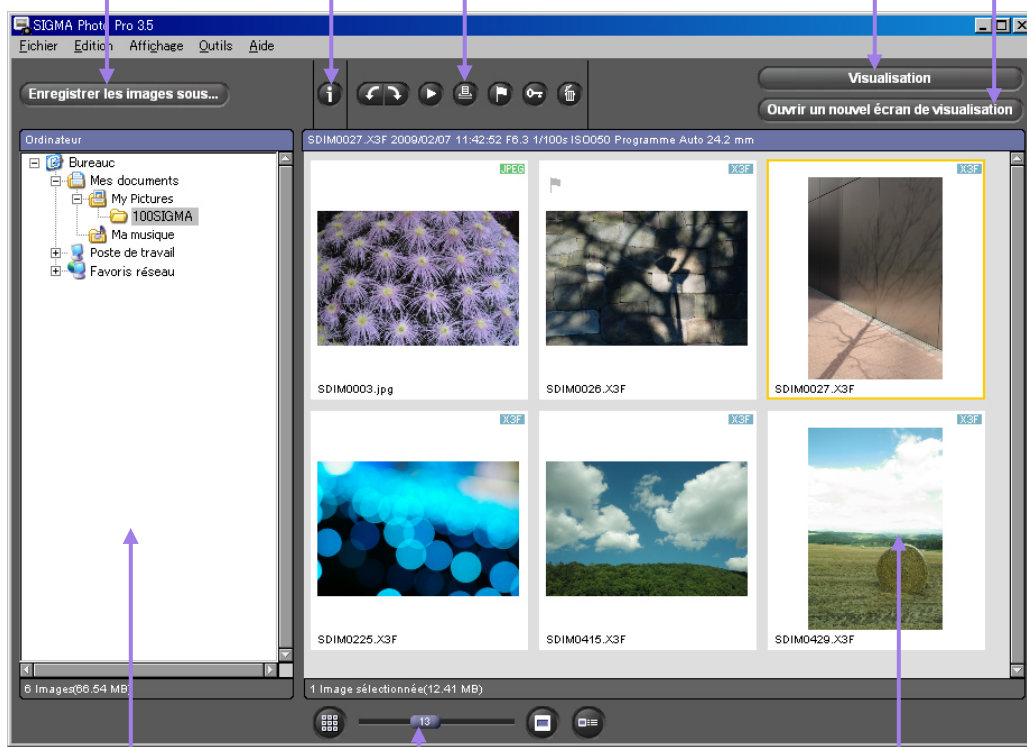 SIGMA Photo Pro 3.5
Fichier Edition Affichage Outils Aide
Enregistrer les images sous...
Visualisation
Ouvrir un nouvel écran de visualisation
Ordinateur
SDIM0027.X3F 2009/02/07 11:42:52 F6.3 1/100s ISO050 Programme Auto 24.2 mm
Bureauc
Mes documents
My Pictures
100SIGMA
Ma musique
Poste de travail
Favoris réseau
JPEG
X3F
X3F
SDIM0003.jpg
SDIM0026.X3F
SDIM0027.X3F
X3F
X3F
X3F
SDIM0225.X3F
SDIM0415.X3F
SDIM0429.X3F
6 Images(66.54 MB)
1 Image sélectionnée(12.41 MB)
13